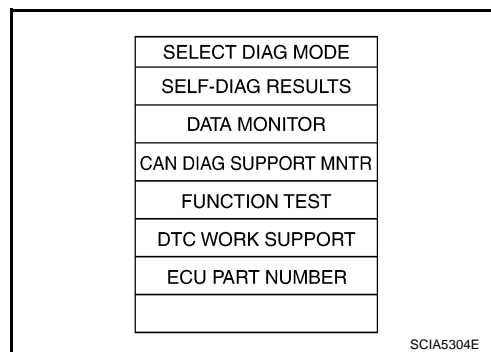 SELECT DIAG MODE
SELF-DIAG RESULTS
DATA MONITOR
CAN DIAG SUPPORT MNTR
FUNCTION TEST
DTC WORK SUPPORT
ECU PART NUMBER
SCIA5304E